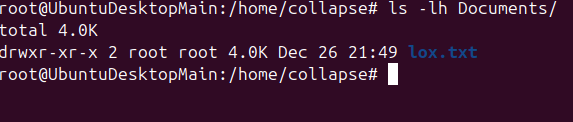 root@UbuntuDesktopMain:/home/collapse# ls -lh Documents/
total 4.0K
drwxr-xr-x 2 root root 4.0K Dec 26 21:49 lox.txt
root@UbuntuDesktopMain:/home/collapse#